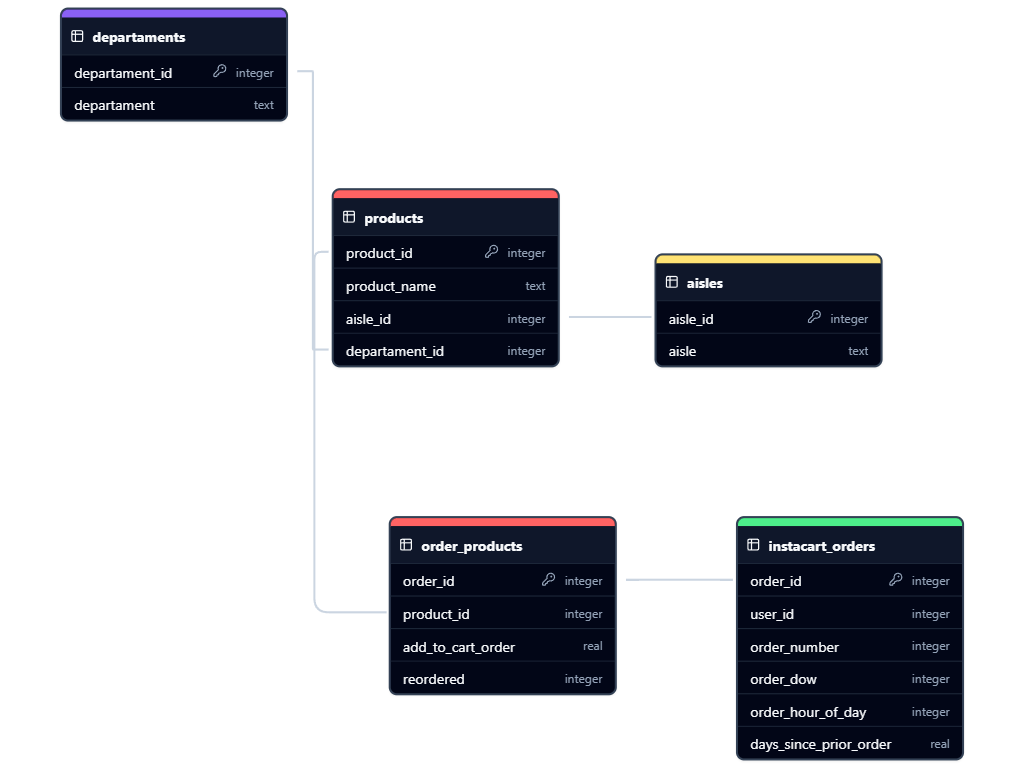 departaments
departament_id integer
departament text
products
product_id integer
product_name text
aisle_id integer
departament_id integer
aisles
aisle_id integer
aisle text
order_products
order_id integer
product_id integer
add_to_cart_order real
reordered integer
instacart_orders
order_id integer
user_id integer
order_number integer
order_dow integer
order_hour_of_day integer
days_since_prior_order real